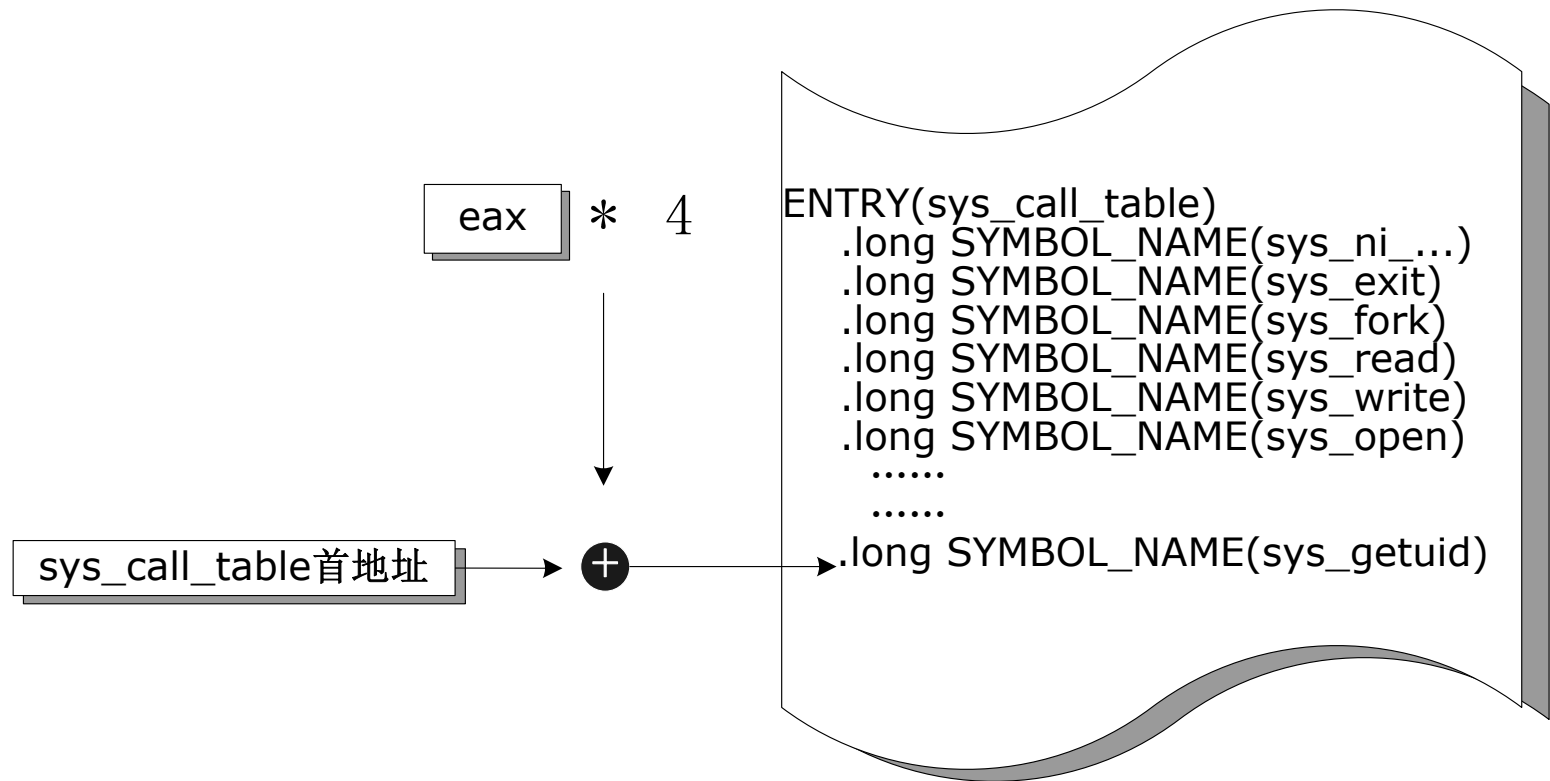 eax * 4
sys_call_table首地址
+
ENTRY(sys_call_table)
.long SYMBOL_NAME(sys_ni_...)
.long SYMBOL_NAME(sys_exit)
.long SYMBOL_NAME(sys_fork)
.long SYMBOL_NAME(sys_read)
.long SYMBOL_NAME(sys_write)
.long SYMBOL_NAME(sys_open)
......
......
.long SYMBOL_NAME(sys_getuid)